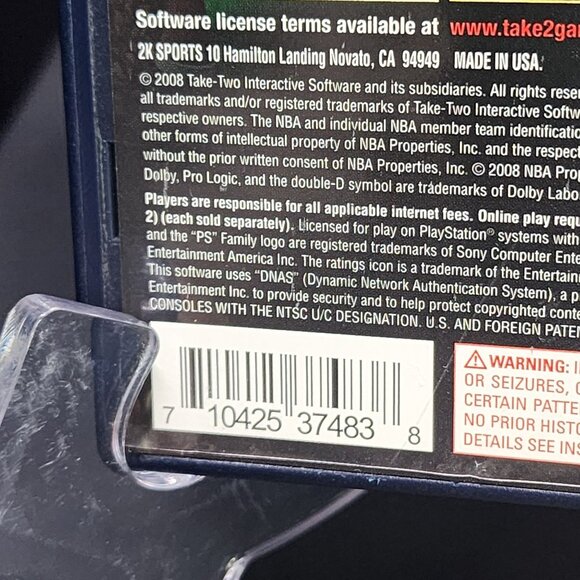 Software license terms available at www.take2ga
2K SPORTS 10 Hamilton Landing Novato, CA 94949 MADE IN USA.
© 2008 Take-Two Interactive Software and its subsidiaries. All rights rese
all trademarks and/or registered trademarks of Take-Two Interactive Softw
respective owners. The NBA and individual NBA member team identificatio
other forms of intellectual property of NBA Properties, Inc. and the respect
without the prior written consent of NBA Properties, Inc. © 2008 NBA Prop
Dolby, Pro Logic, and the double-D symbol are trademarks of Dolby Labo
Players are responsible for all applicable internet fees. Online play requ
2) (each sold separately). Licensed for play on PlayStation® systems with
and the "PS" Family logo are registered trademarks of Sony Computer Ente
Entertainment America Inc. The ratings icon is a trademark of the Entertain
This software uses "DNAS" (Dynamic Network Authentication System), a p
Entertainment Inc. to provide security and to help protect copyrighted conte
CONSOLES WITH THE NTSC U/C DESIGNATION. U.S. AND FOREIGN PATEN
7 10425 37483 8
WARNING: I
OR SEIZURES, C
CERTAIN PATTE
NO PRIOR HISTO
DETAILS SEE INS